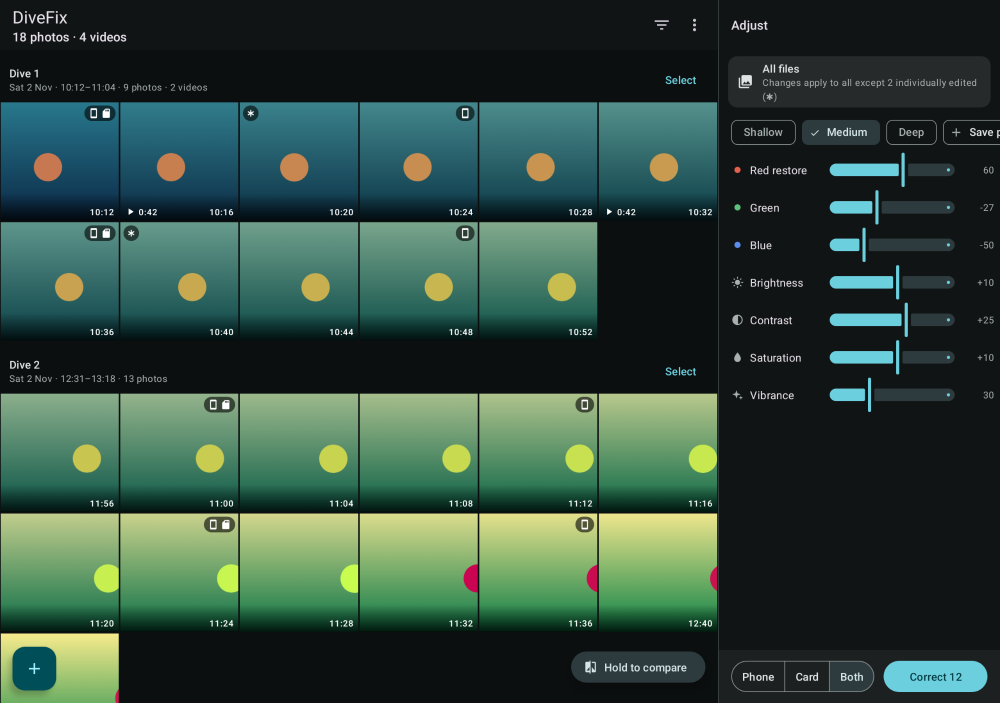 DiveFix
18 photos · 4 videos
Dive 1
Sat 2 Nov · 10:12–11:04 · 9 photos · 2 videos
Select
10:12
0:42
10:16
10:20
10:24
10:28
0:42
10:32
10:36
10:40
10:44
10:48
10:52
Dive 2
Sat 2 Nov · 12:31–13:18 · 13 photos
Select
11:56
11:00
11:04
11:08
11:12
11:16
11:20
11:24
11:28
11:32
11:36
12:40
+
Hold to compare
Adjust
All files
Changes apply to all except 2 individually edited
(✱)
Shallow
Medium
Deep
+ Save p
Red restore
60
Green
-27
Blue
-50
Brightness
+10
Contrast
+25
Saturation
+10
Vibrance
30
Phone
Card
Both
Correct 12